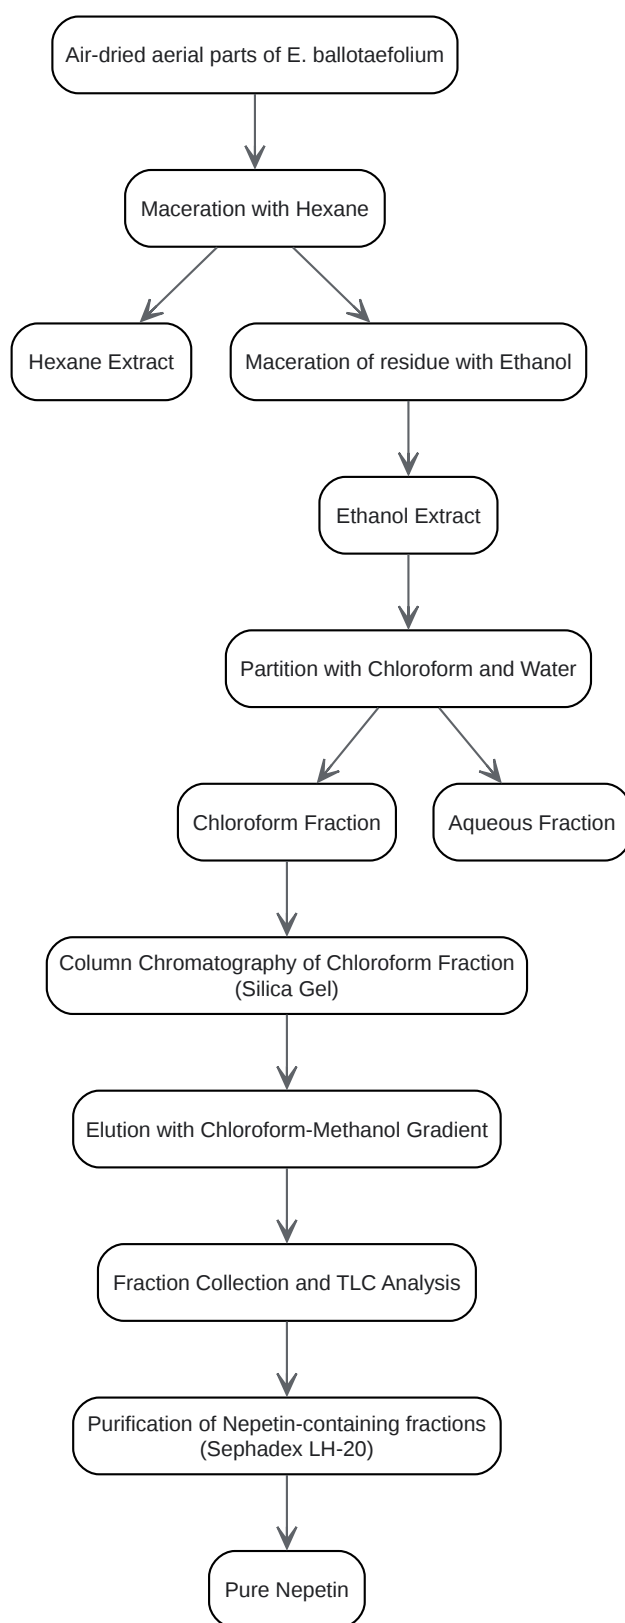 Air-dried aerial parts of E. ballotaefolium
Maceration with Hexane
Hexane Extract
Maceration of residue with Ethanol
Ethanol Extract
Partition with Chloroform and Water
Chloroform Fraction
Aqueous Fraction
Column Chromatography of Chloroform Fraction
(Silica Gel)
Elution with Chloroform-Methanol Gradient
Fraction Collection and TLC Analysis
Purification of Nepetin-containing fractions
(Sephadex LH-20)
Pure Nepetin